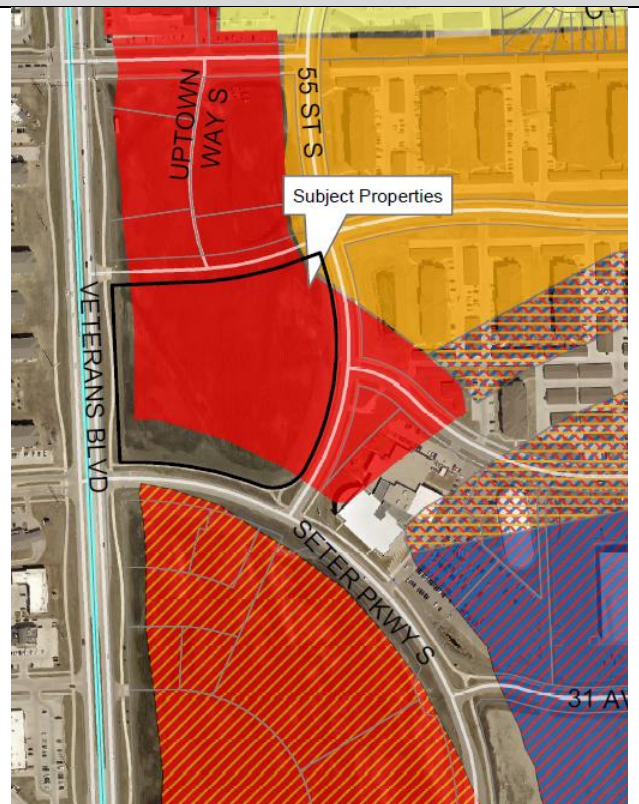 UPTOWN
WAY S
55 ST S
Subject Properties
VETERANS BLVD
SETER PKWY S
31 AV